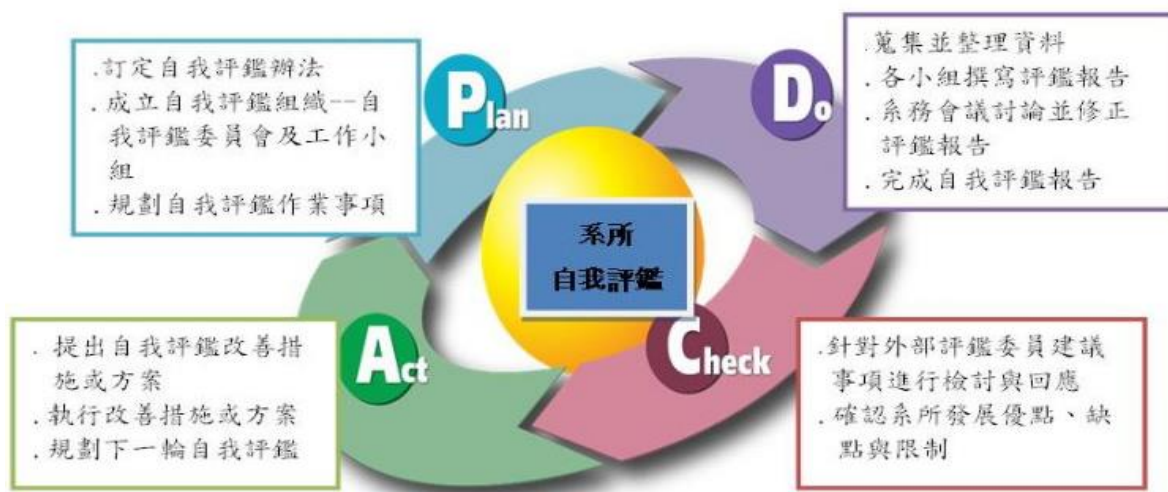 .訂定自我評鑑辦法
.成立自我評鑑組織--自
我評鑑委員會及工作小
組
.規劃自我評鑑作業事項
Plan
Do
.蒐集並整理資料
.各小組撰寫評鑑報告
.系務會議討論並修正
評鑑報告
.完成自我評鑑報告
系所
自我評鑑
.提出自我評鑑改善措
施或方案
.執行改善措施或方案
.規劃下一輪自我評鑑
Act
Check
.針對外部評鑑委員建議
事項進行檢討與回應
.確認系所發展優點、缺
點與限制